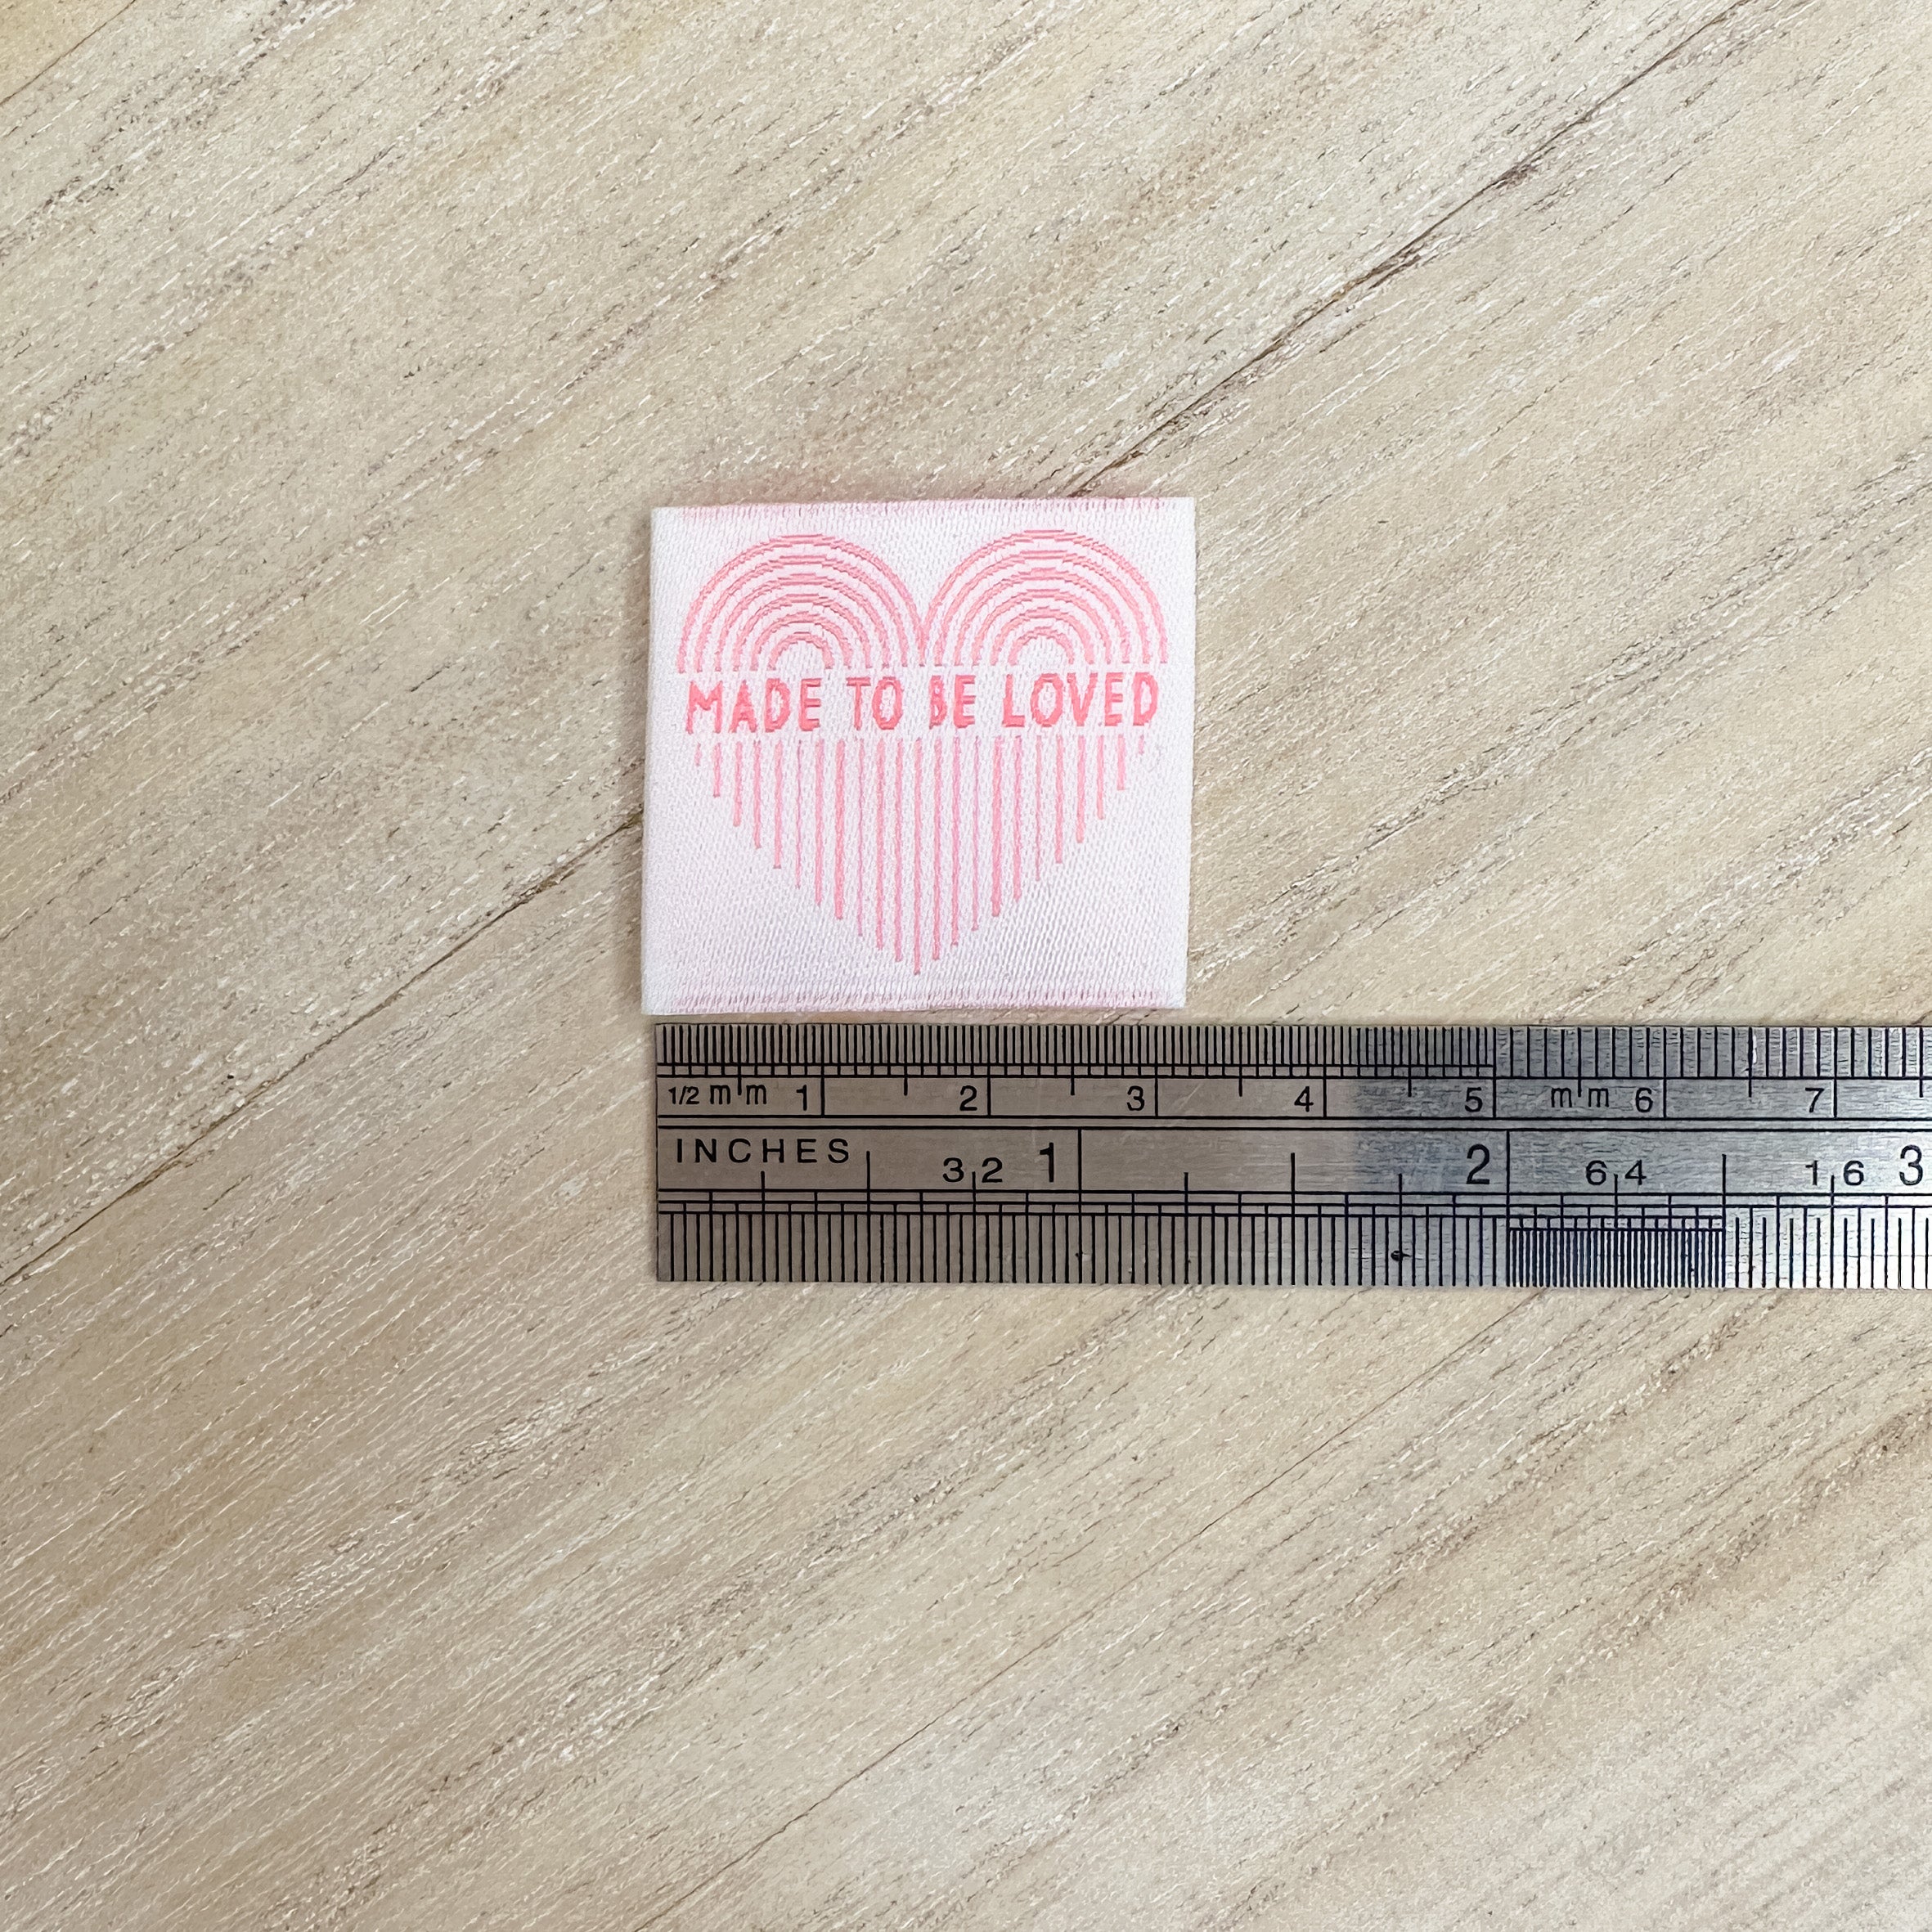 MADE TO BE LOVED
1/2 mm 1 2 3 4 5 mm 6 7
INCHES 32 1 2 64 16 3